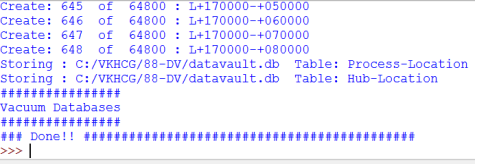 Create: 645  of  64800 : L+170000-+050000
Create: 646  of  64800 : L+170000-+060000
Create: 647  of  64800 : L+170000-+070000
Create: 648  of  64800 : L+170000-+080000
Storing : C:/VKHCG/88-DV/datavault.db  Table: Process-Location
Storing : C:/VKHCG/88-DV/datavault.db  Table: Hub-Location
################
Vacuum Databases
################
### Done!! ############################################
>>>